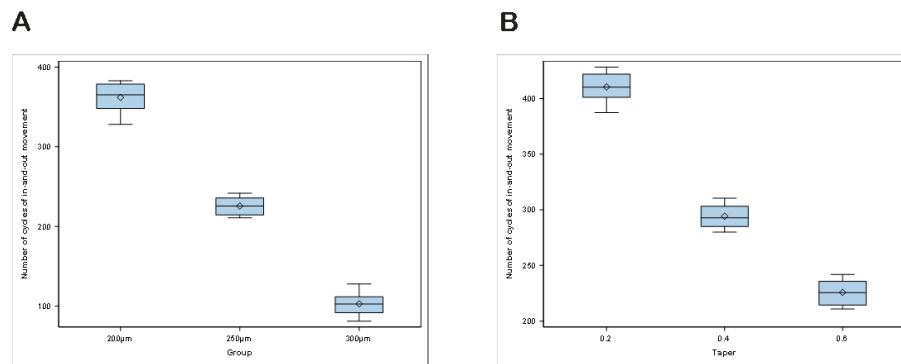 A
B
Number of cycles of in-and-out movement
400
300
200
100
200μm
250μm
300μm
Group
Number of cycles of in-and-out movement
400
350
300
250
200
0.2
0.4
0.6
Taper